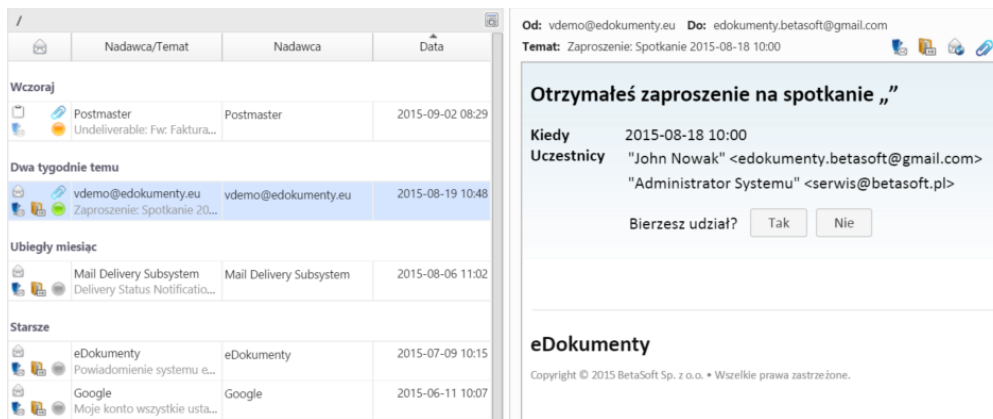 /
Nadawca/Temat Nadawca Data
Wczoraj
Postmaster Postmaster 2015-09-02 08:29
Undeliverable: Fw: Faktura...
Dwa tygodnie temu
vdemo@edokumenty.eu vdemo@edokumenty.eu 2015-08-19 10:48
Zaproszenie: Spotkanie 20...
Ubiegły miesiąc
Mail Delivery Subsystem Mail Delivery Subsystem 2015-08-06 11:02
Delivery Status Notificatio...
Starsze
eDokumenty eDokumenty 2015-07-09 10:15
Powiadomienie systemu e...
Google Google 2015-06-11 10:07
Moje konto wszystkie usta...
Od: vdemo@edokumenty.eu Do: edokumenty.betasoft@gmail.com
Temat: Zaproszenie: Spotkanie 2015-08-18 10:00
Otrzymałeś zaproszenie na spotkanie „”
Kiedy 2015-08-18 10:00
Uczestnicy "John Nowak" <edokumenty.betasoft@gmail.com>
"Administrator Systemu" <serwis@betasoft.pl>
Bierzesz udział? Tak Nie
eDokumenty
Copyright © 2015 BetaSoft Sp. z o.o. • Wszelkie prawa zastrzeżone.